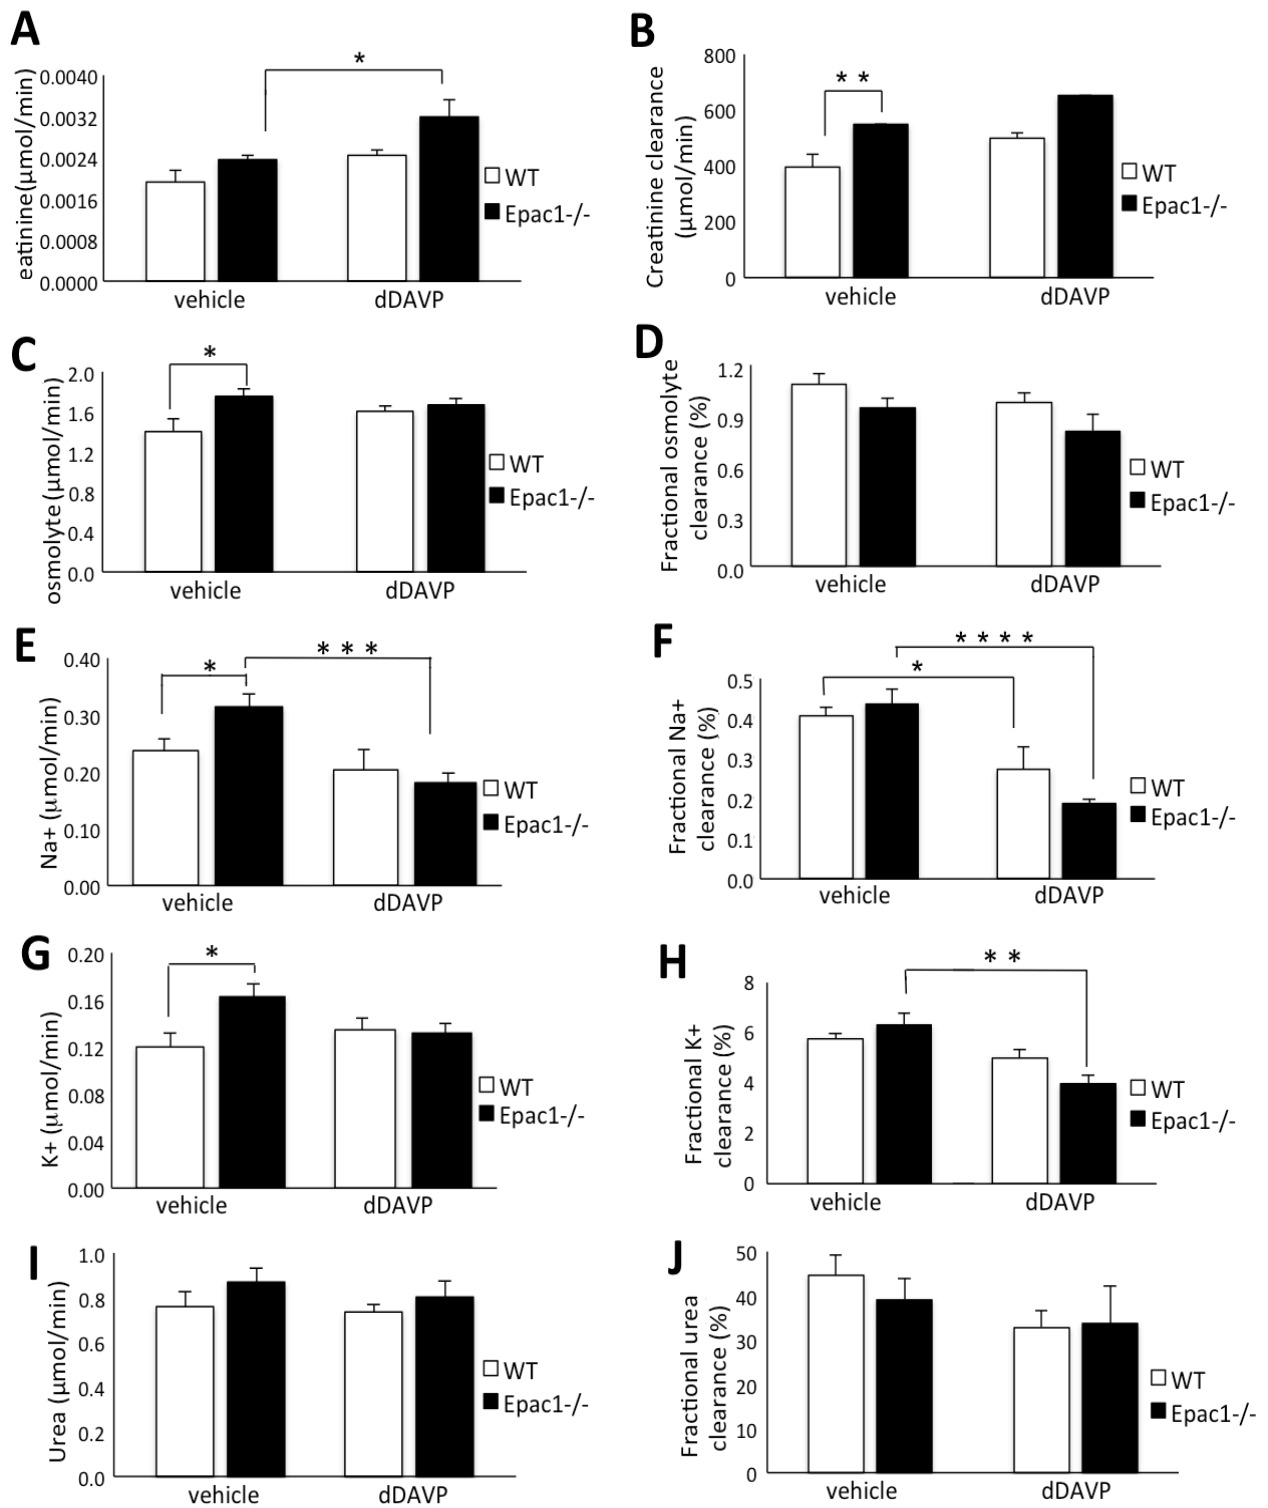 A
eatinine(µmol/min)
0.0040
0.0032
0.0024
0.0016
0.0008
0.0000
*
WT
Epac1-/-
vehicle
dDAVP
B
Creatinine clearance
(µmol/min)
800
600
400
200
0
* *
WT
Epac1-/-
vehicle
dDAVP
C
osmolyte(µmol/min)
2.0
1.6
1.2
0.8
0.4
0.0
*
WT
Epac1-/-
vehicle
dDAVP
D
Fractional osmolyte
clearance (%)
1.2
0.9
0.6
0.3
0.0
WT
Epac1-/-
vehicle
dDAVP
E
Na+ (µmol/min)
0.40
0.30
0.20
0.10
0.00
*
* * *
WT
Epac1-/-
vehicle
dDAVP
F
Fractional Na+
clearance (%)
0.5
0.4
0.3
0.2
0.1
0.0
* * * *
*
WT
Epac1-/-
vehicle
dDAVP
G
K+ (µmol/min)
0.20
0.16
0.12
0.08
0.04
0.00
*
WT
Epac1-/-
vehicle
dDAVP
H
Fractional K+
clearance (%)
8
6
4
2
0
* *
WT
Epac1-/-
vehicle
dDAVP
I
Urea (µmol/min)
1.0
0.8
0.6
0.4
0.2
0.0
WT
Epac1-/-
vehicle
dDAVP
J
Fractional urea
clearance (%)
50
40
30
20
10
0
WT
Epac1-/-
vehicle
dDAVP